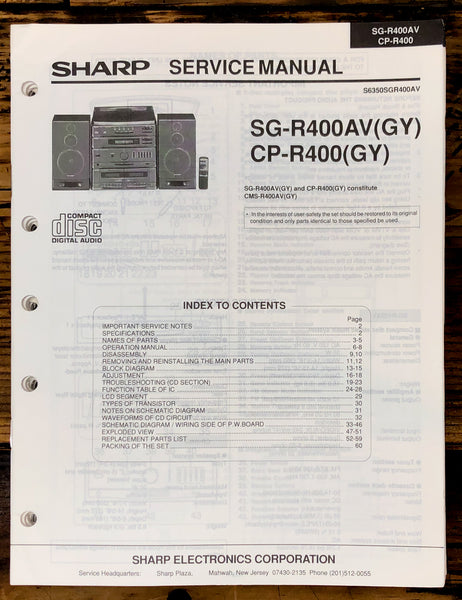 SG-R400AV
CP-R400
SHARP SERVICE MANUAL
S6350SGR400AV
SG-R400AV(GY)
CP-R400(GY)
SG-R400AV(GY) and CP-R400(GY) constitute
CMS-R400AV(GY)
• In the interests of user-safety the set should be restored to its original
condition and only parts identical to those specified be used.
COMPACT
disc
DIGITAL AUDIO
INDEX TO CONTENTS
Page
IMPORTANT SERVICE NOTES 2
SPECIFICATIONS 2
NAMES OF PARTS 3-5
OPERATION MANUAL 6-8
DISASSEMBLY 9,10
REMOVING AND REINSTALLING THE MAIN PARTS 11,12
BLOCK DIAGRAM 13-15
ADJUSTMENT 16-18
TROUBLESHOOTING (CD SECTION) 19-23
FUNCTION TABLE OF IC 24-28
LCD SEGMENT 29
TYPES OF TRANSISTOR 30
NOTES ON SCHEMATIC DIAGRAM 31
WAVEFORMS OF CD CIRCUIT 32
SCHEMATIC DIAGRAM / WIRING SIDE OF P.W.BOARD 33-46
EXPLODED VIEW 47-51
REPLACEMENT PARTS LIST 52-59
PACKING OF THE SET 60
SHARP ELECTRONICS CORPORATION
Service Headquarters: Sharp Plaza, Mahwah, New Jersey 07430-2135 Phone (201)512-0055